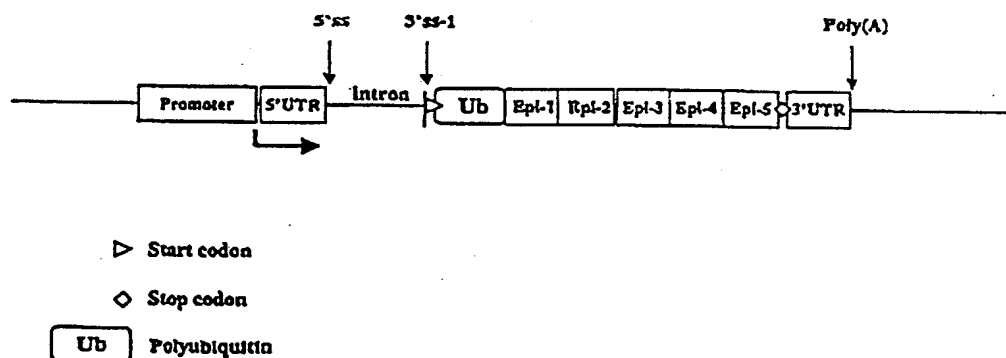 5'ss 3'ss-1 Poly(A)
Promoter 5'UTR Intron Ub Epi-1 Epi-2 Epi-3 Epi-4 Epi-5 3'UTR
Start codon
Stop codon
Ub Polyubiquitin